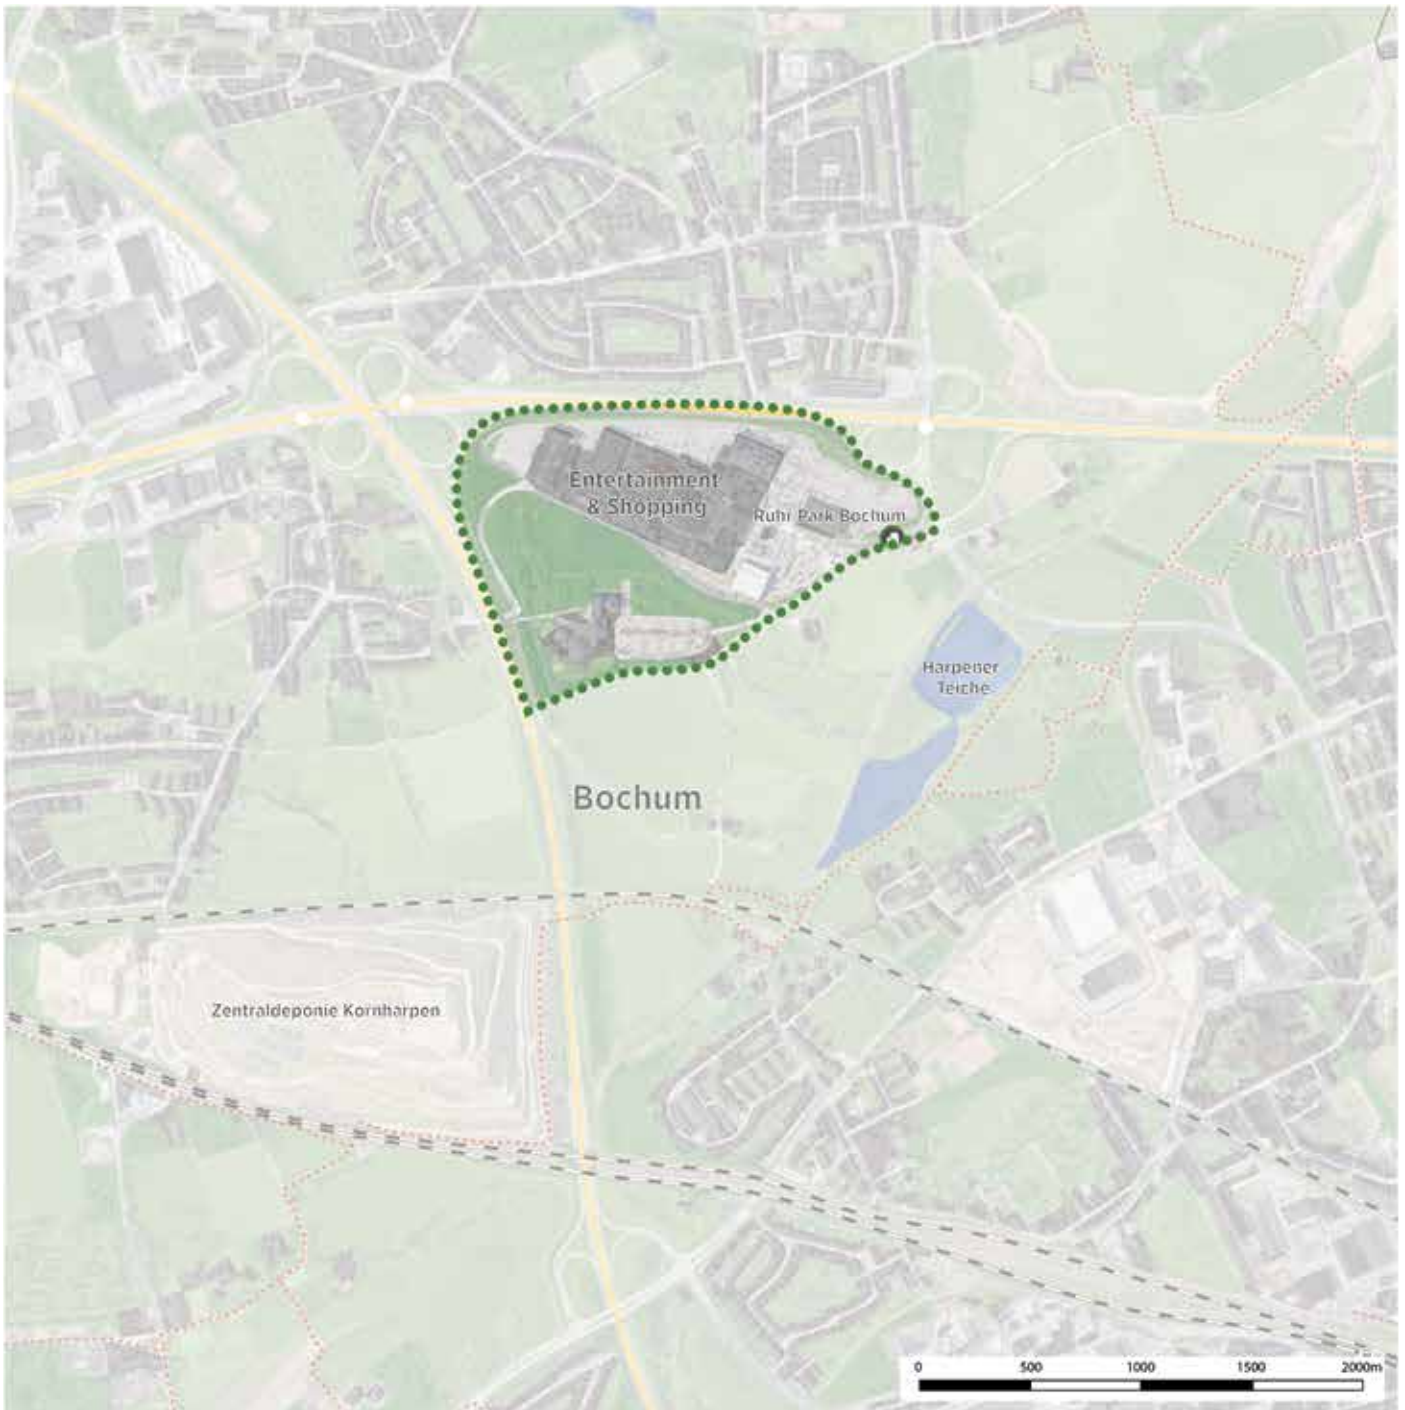 Entertainment
& Shopping
Ruhr Park Bochum
Harpener
Teiche
Bochum
Zentraldeponie Kornharpen
0 500 1000 1500 2000m